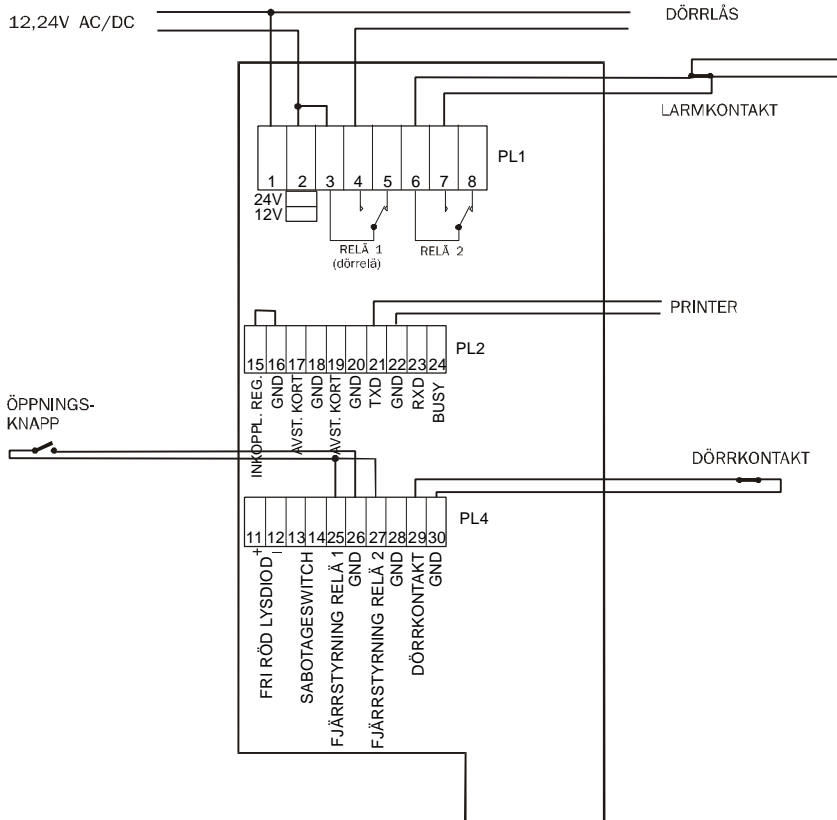 12,24V AC/DC
DÖRRLÅS
LARMKONTAKT
PL1
1 2 3 4 5 6 7 8
24V
12V
RELÄ 1
(dörrelä)
RELÄ 2
PRINTER
PL2
15 16 17 18 19 20 21 22 23 24
INKOPPL. REG.
GND
AVST. KORT
GND
AVST. KORT
GND
TXD
GND
RXD
BUSY
ÖPPNINGS-
KNAPP
DÖRRKONTAKT
PL4
11 12 13 14 25 26 27 28 29 30
+
–
FRI RÖD LYSDIOD
SABOTAGESWITCH
FJÄRRSTYRNING RELÄ 1
GND
FJÄRRSTYRNING RELÄ 2
GND
DÖRRKONTAKT
GND